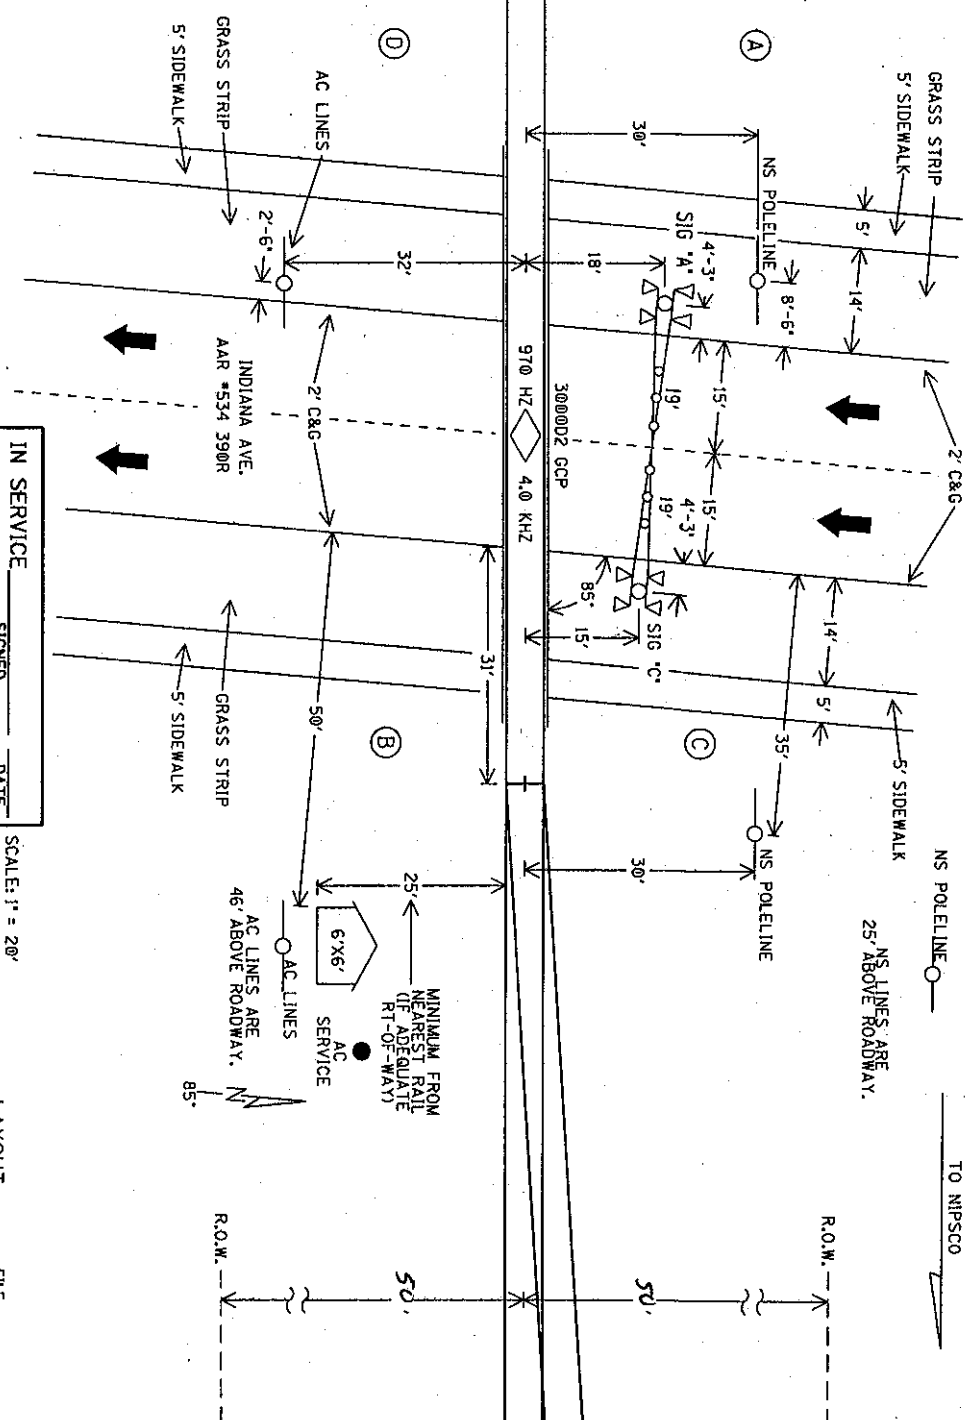 TO NIPSCO
NS POLELINE
NS LINES ARE
25' ABOVE ROADWAY.
R.O.W.
50'
GRASS STRIP
5' SIDEWALK
5'
14'
2' C&G
14'
5'
5' SIDEWALK
35'
A
30'
NS POLELINE
8'-6"
SIG "A"
4'-3"
18'
15'
15'
19'
19'
4'-3"
85°
SIG "C"
15'
C
30'
NS POLELINE
3000D2 GCP
970 HZ
4.0 KHZ
31'
D
AC LINES
GRASS STRIP
5' SIDEWALK
2'-6"
32'
INDIANA AVE.
AAR #534 390R
2' C&G
50'
B
GRASS STRIP
5' SIDEWALK
25'
MINIMUM FROM
NEAREST RAIL
(IF ADEQUATE
RT-OF-WAY)
6'X6'
AC
SERVICE
AC LINES
AC LINES ARE
46' ABOVE ROADWAY.
85°
N
50'
R.O.W.
IN SERVICE
SIGNED
DATE
SCALE: 1" = 20'
LAYOUT
FILE